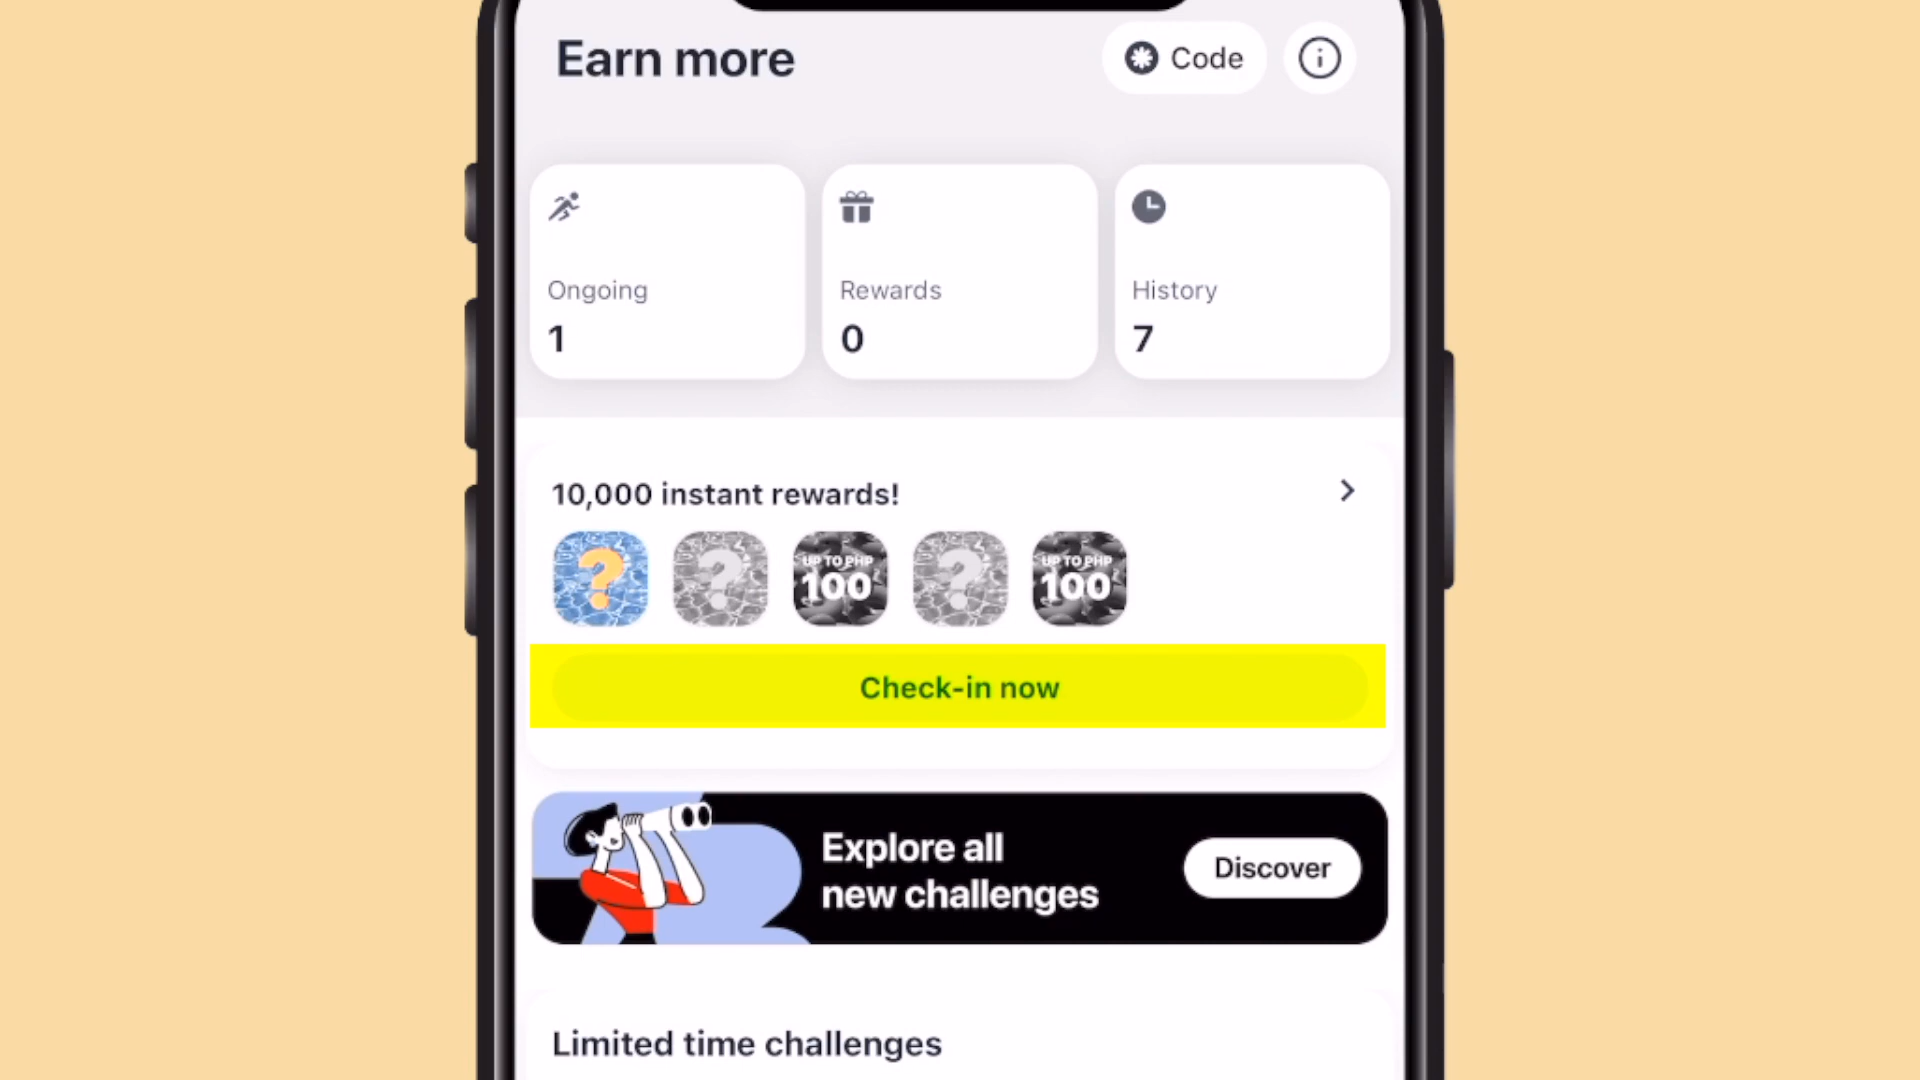 Earn more
Code
Ongoing
1
Rewards
0
History
7
10,000 instant rewards!
?
?
UP TO PHP
100
?
UP TO PHP
100
Check-in now
Explore all
new challenges
Discover
Limited time challenges